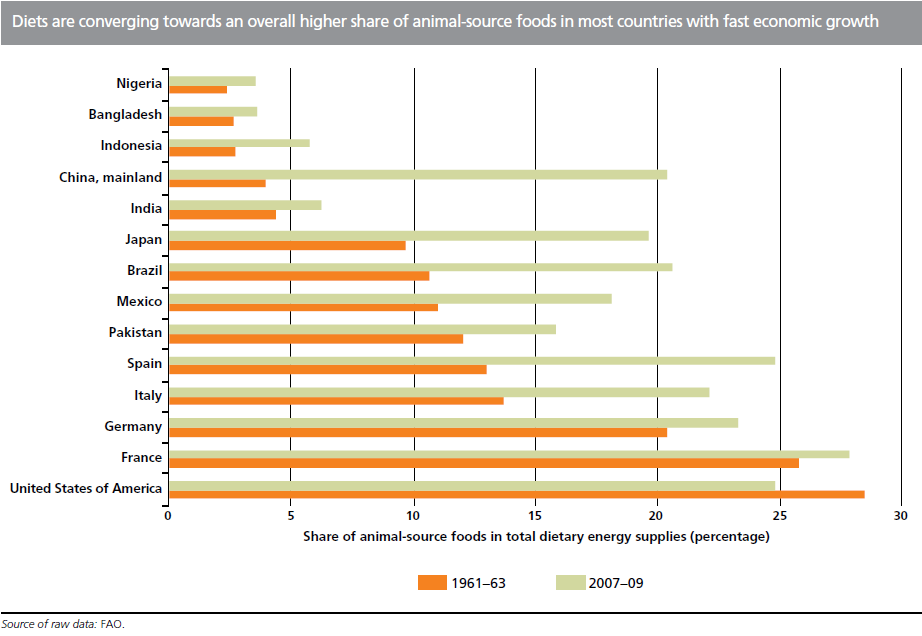 Diets are converging towards an overall higher share of animal-source foods in most countries with fast economic growth
Nigeria
Bangladesh
Indonesia
China, mainland
India
Japan
Brazil
Mexico
Pakistan
Spain
Italy
Germany
France
United States of America
0 5 10 15 20 25 30
Share of animal-source foods in total dietary energy supplies (percentage)
1961–63 2007–09
Source of raw data: FAO.